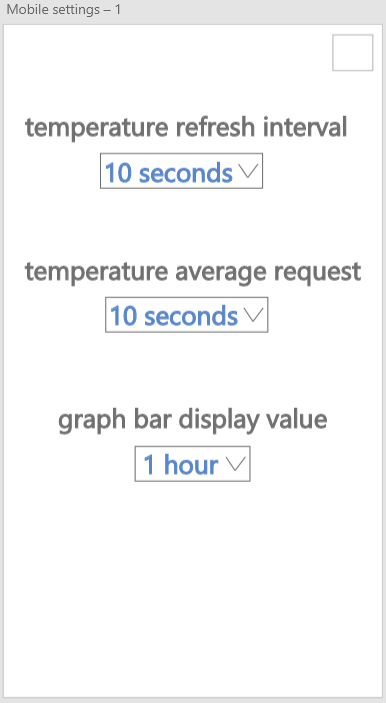 Mobile settings – 1
temperature refresh interval
10 seconds
temperature average request
10 seconds
graph bar display value
1 hour